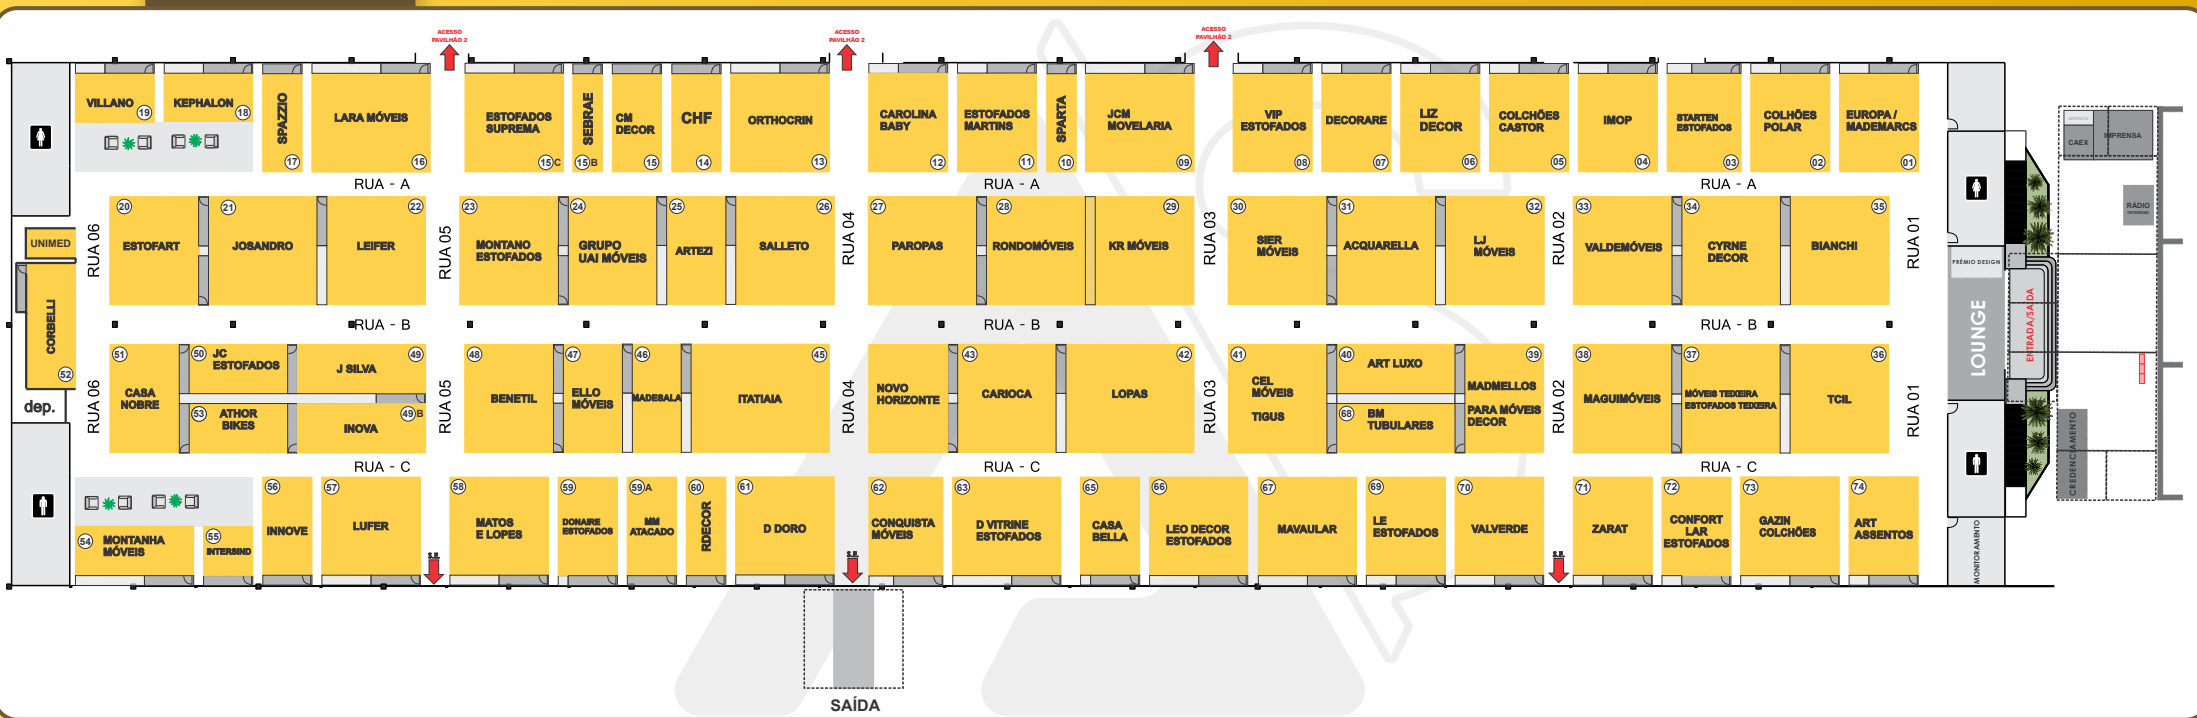 ACESSO
PAVILHÃO 2
ACESSO
PAVILHÃO 2
ACESSO
PAVILHÃO 2
VILLANO
19
KEPHALON
18
SPAZZIO
17
LARA MÓVEIS
16
ESTOFADOS
SUPREMA
15C
SEBRAE
15B
CM
DECOR
15
CHF
14
ORTHOCRIN
13
CAROLINA
BABY
12
ESTOFADOS
MARTINS
11
SPARTA
10
JCM
MOVELARIA
09
VIP
ESTOFADOS
08
DECORARE
07
LIZ
DECOR
06
COLCHÕES
CASTOR
05
IMOP
04
STARTEN
ESTOFADOS
03
COLHÕES
POLAR
02
EUROPA /
MADEMARCS
01
CAEX
IMPRENSA
RUA - A
RUA - A
RUA - A
RUA 06
20
ESTOFART
21
JOSANDRO
22
LEIFER
RUA 05
23
MONTANO
ESTOFADOS
24
GRUPO
UAI MÓVEIS
25
ARTEZI
26
SALLETO
RUA 04
27
PAROPAS
28
RONDOMÓVEIS
29
KR MÓVEIS
RUA 03
30
SIER
MÓVEIS
31
ACQUARELLA
32
LJ
MÓVEIS
RUA 02
33
VALDEMÓVEIS
34
CYRNE
DECOR
35
BIANCHI
RUA 01
RÁDIO
INTERSIND
UNIMED
CORBELLI
52
dep.
PRÊMIO DESIGN
LOUNGE
ENTRADA/SAÍDA
RUA - B
RUA - B
RUA - B
RUA 06
51
CASA
NOBRE
50
JC
ESTOFADOS
49
J SILVA
53
ATHOR
BIKES
49B
INOVA
RUA 05
48
BENETIL
47
ELLO
MÓVEIS
46
MADESALA
45
ITATIAIA
RUA 04
NOVO
HORIZONTE
43
CARIOCA
42
LOPAS
RUA 03
41
CEL
MÓVEIS
TIGUS
40
ART LUXO
68
BM
TUBULARES
39
MADMELLOS
PARA MÓVEIS
DECOR
RUA 02
38
MAGUIMÓVEIS
37
MÓVEIS TEIXEIRA
ESTOFADOS TEIXEIRA
36
TCIL
RUA 01
CREDENCIAMENTO
RUA - C
RUA - C
RUA - C
54
MONTANHA
MÓVEIS
55
INTERSIND
56
INNOVE
57
LUFER
S.E
58
MATOS
E LOPES
59
DONAIRE
ESTOFADOS
59A
MM
ATACADO
60
RDECOR
61
D DORO
S.E
62
CONQUISTA
MÓVEIS
63
D VITRINE
ESTOFADOS
65
CASA
BELLA
66
LEO DECOR
ESTOFADOS
67
MAVAULAR
69
LE
ESTOFADOS
70
VALVERDE
S.E
71
ZARAT
72
CONFORT
LAR
ESTOFADOS
73
GAZIN
COLCHÕES
74
ART
ASSENTOS
MONITORAMENTO
SAÍDA